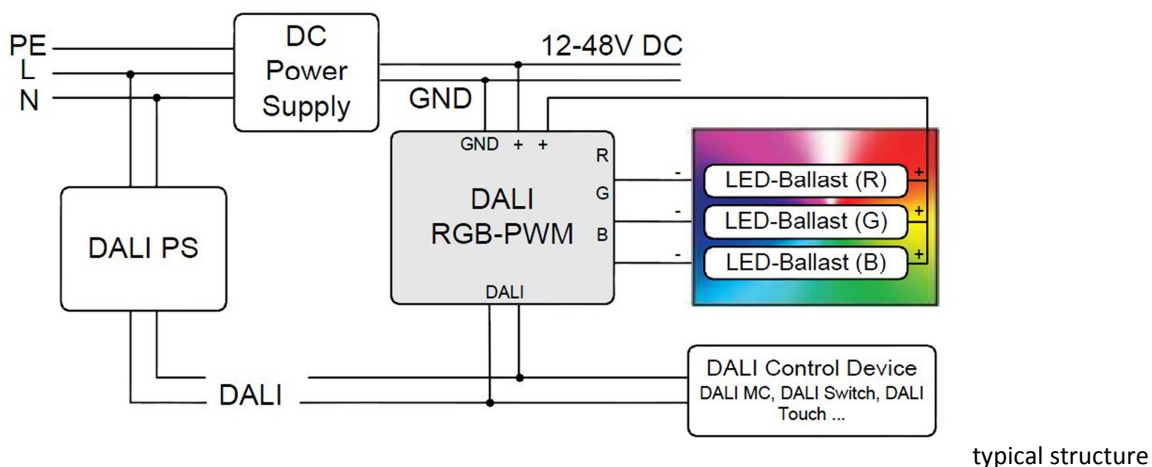 PE
L
N
DC
Power
Supply
12-48V DC
GND
GND + +
R
G
B
DALI
RGB-PWM
DALI
-
-
-
LED-Ballast (R)
+
LED-Ballast (G)
+
LED-Ballast (B)
+
DALI PS
DALI
DALI Control Device
DALI MC, DALI Switch, DALI
Touch ...
typical structure